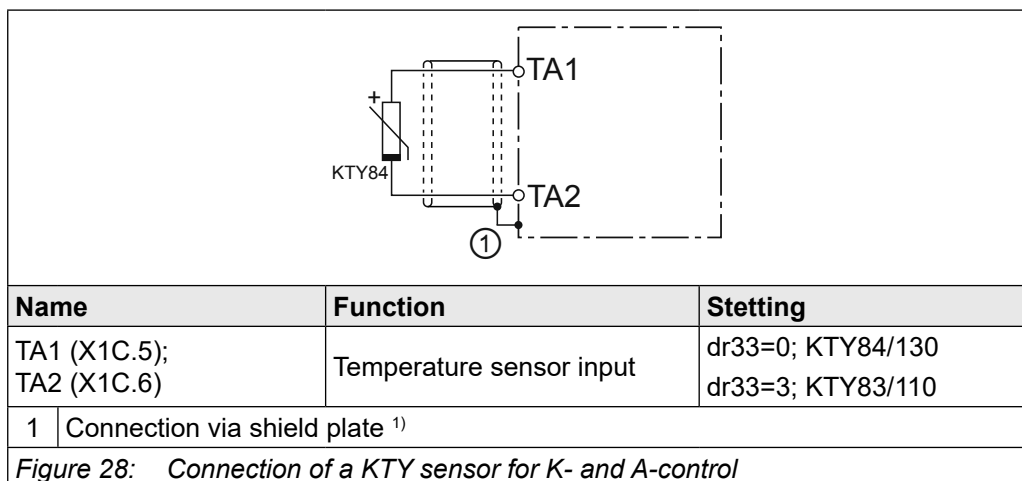 TA1
+
KTY84
TA2
1
Name Function Stetting
TA1 (X1C.5);
TA2 (X1C.6)
Temperature sensor input
dr33=0; KTY84/130
dr33=3; KTY83/110
1 Connection via shield plate 1)
Figure 28: Connection of a KTY sensor for K- and A-control